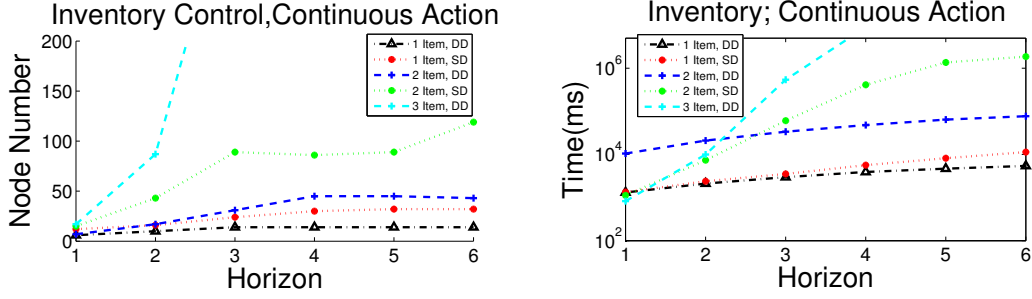 Inventory Control,Continuous Action
Node Number
200
150
100
50
0
1 Item, DD
1 Item, SD
2 Item, DD
2 Item, SD
3 Item, DD
1 2 3 4 5 6
Horizon
Inventory; Continuous Action
Time(ms)
10^6
10^4
10^2
1 Item, DD
1 Item, SD
2 Item, DD
2 Item, SD
3 Item, DD
1 2 3 4 5 6
Horizon